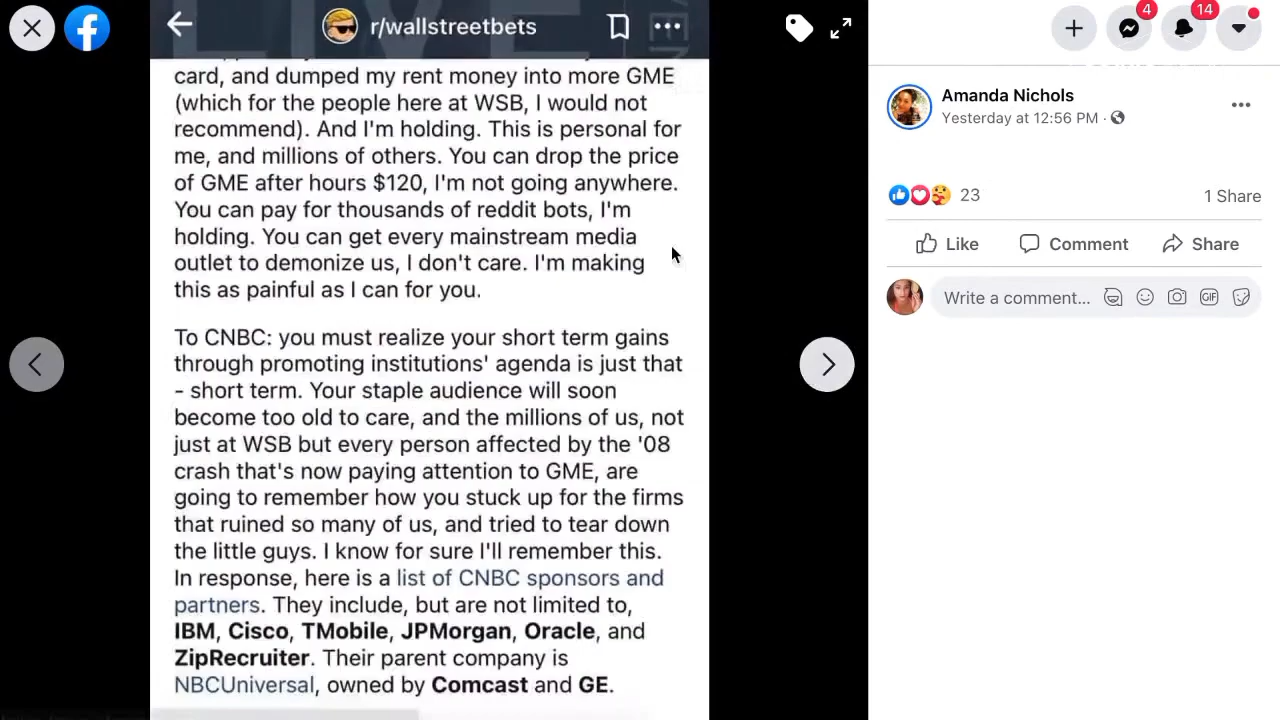 r/wallstreetbets
card, and dumped my rent money into more GME
(which for the people here at WSB, I would not
recommend). And I'm holding. This is personal for
me, and millions of others. You can drop the price
of GME after hours $120, I'm not going anywhere.
You can pay for thousands of reddit bots, I'm
holding. You can get every mainstream media
outlet to demonize us, I don't care. I'm making
this as painful as I can for you.
To CNBC: you must realize your short term gains
through promoting institutions' agenda is just that
- short term. Your staple audience will soon
become too old to care, and the millions of us, not
just at WSB but every person affected by the '08
crash that's now paying attention to GME, are
going to remember how you stuck up for the firms
that ruined so many of us, and tried to tear down
the little guys. I know for sure I'll remember this.
In response, here is a list of CNBC sponsors and
partners. They include, but are not limited to,
IBM, Cisco, TMobile, JPMorgan, Oracle, and
ZipRecruiter. Their parent company is
NBCUniversal, owned by Comcast and GE.
4
14
Amanda Nichols
Yesterday at 12:56 PM ·
23
1 Share
Like
Comment
Share
Write a comment...
GIF